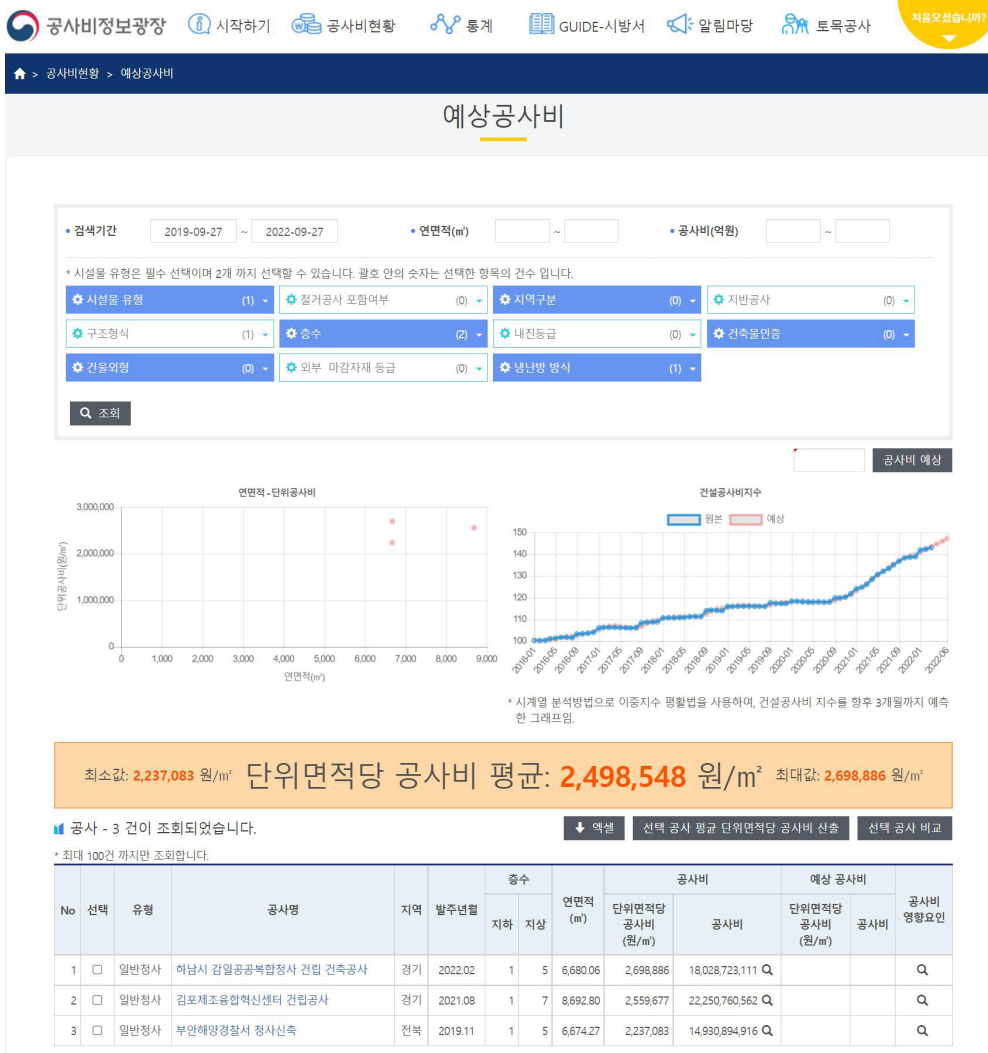 공사비정보광장 시작하기 공사비현황 통계 GUIDE-시방서 알림마당 토목공사 처음오셨습니까?
> 공사비현황 > 예상공사비
예상공사비
• 검색기간 2019-09-27 ~ 2022-09-27 • 연면적(㎡) ~ • 공사비(억원) ~
* 시설물 유형은 필수 선택이며 2개 까지 선택할 수 있습니다. 괄호 안의 숫자는 선택한 항목의 건수 입니다.
시설물 유형 (1) 철거공사 포함여부 (0) 지역구분 (0) 지반공사 (0)
구조형식 (1) 층수 (2) 내진등급 (0) 건축물인증 (0)
건물외형 (0) 외부 마감자재 등급 (0) 냉난방 방식 (1)
조회
공사비 예상
연면적 - 단위공사비
단위공사비(원/㎡)
3,000,000
2,000,000
1,000,000
0
0 1,000 2,000 3,000 4,000 5,000 6,000 7,000 8,000 9,000
연면적(㎡)
건설공사비지수
원본 예상
150
140
130
120
110
100
2016-01 2016-05 2016-09 2017-01 2017-05 2017-09 2018-01 2018-05 2018-09 2019-01 2019-05 2019-09 2020-01 2020-05 2020-09 2021-01 2021-05 2021-09 2022-01 2022-06
* 시계열 분석방법으로 이중지수 평활법을 사용하여, 건설공사비 지수를 향후 3개월까지 예측
한 그래프임.
최소값: 2,237,083 원/㎡ 단위면적당 공사비 평균: 2,498,548 원/㎡ 최대값: 2,698,886 원/㎡
공사 - 3 건이 조회되었습니다. 엑셀 선택 공사 평균 단위면적당 공사비 산출 선택 공사 비교
* 최대 100건 까지만 조회합니다.
No 선택 유형 공사명 지역 발주년월 층수 연면적 (㎡) 공사비 예상 공사비 공사비 영향요인
지하 지상 단위면적당 공사비 (원/㎡) 공사비 단위면적당 공사비 (원/㎡) 공사비
1 일반청사 하남시 감일공공복합청사 건립 건축공사 경기 2022.02 1 5 6,680.06 2,698,886 18,028,723,111
2 일반청사 김포제조융합혁신센터 건립공사 경기 2021.08 1 7 8,692.80 2,559,677 22,250,760,562
3 일반청사 부안해양경찰서 청사신축 전북 2019.11 1 5 6,674.27 2,237,083 14,930,894,916